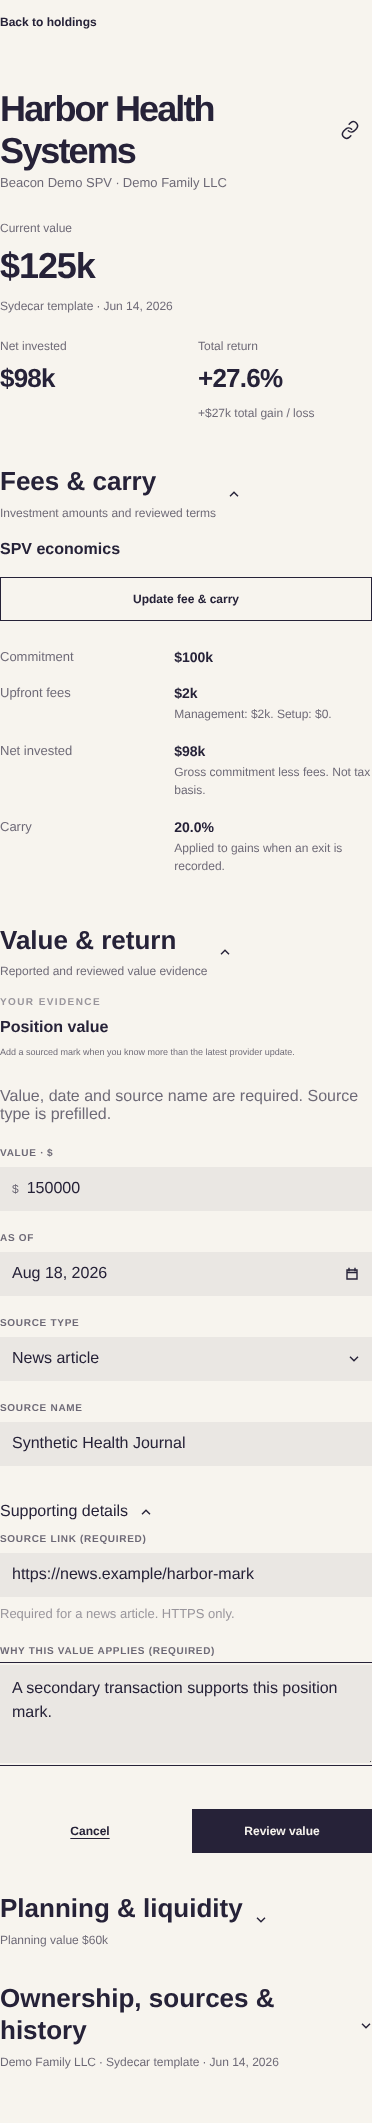 Back to holdings
Harbor Health
Systems
Beacon Demo SPV · Demo Family LLC
Current value
$125k
Sydecar template · Jun 14, 2026
Net invested
Total return
$98k
+27.6%
+$27k total gain / loss
Fees & carry
Investment amounts and reviewed terms
SPV economics
Update fee & carry
Commitment
$100k
Upfront fees
$2k
Management: $2k. Setup: $0.
Net invested
$98k
Gross commitment less fees. Not tax
basis.
Carry
20.0%
Applied to gains when an exit is
recorded.
Value & return
Reported and reviewed value evidence
YOUR EVIDENCE
Position value
Add a sourced mark when you know more than the latest provider update.
Value, date and source name are required. Source
type is prefilled.
VALUE · $
$ 150000
AS OF
Aug 18, 2026
SOURCE TYPE
News article
SOURCE NAME
Synthetic Health Journal
Supporting details
SOURCE LINK (REQUIRED)
https://news.example/harbor-mark
Required for a news article. HTTPS only.
WHY THIS VALUE APPLIES (REQUIRED)
A secondary transaction supports this position
mark.
Cancel
Review value
Planning & liquidity
Planning value $60k
Ownership, sources &
history
Demo Family LLC · Sydecar template · Jun 14, 2026